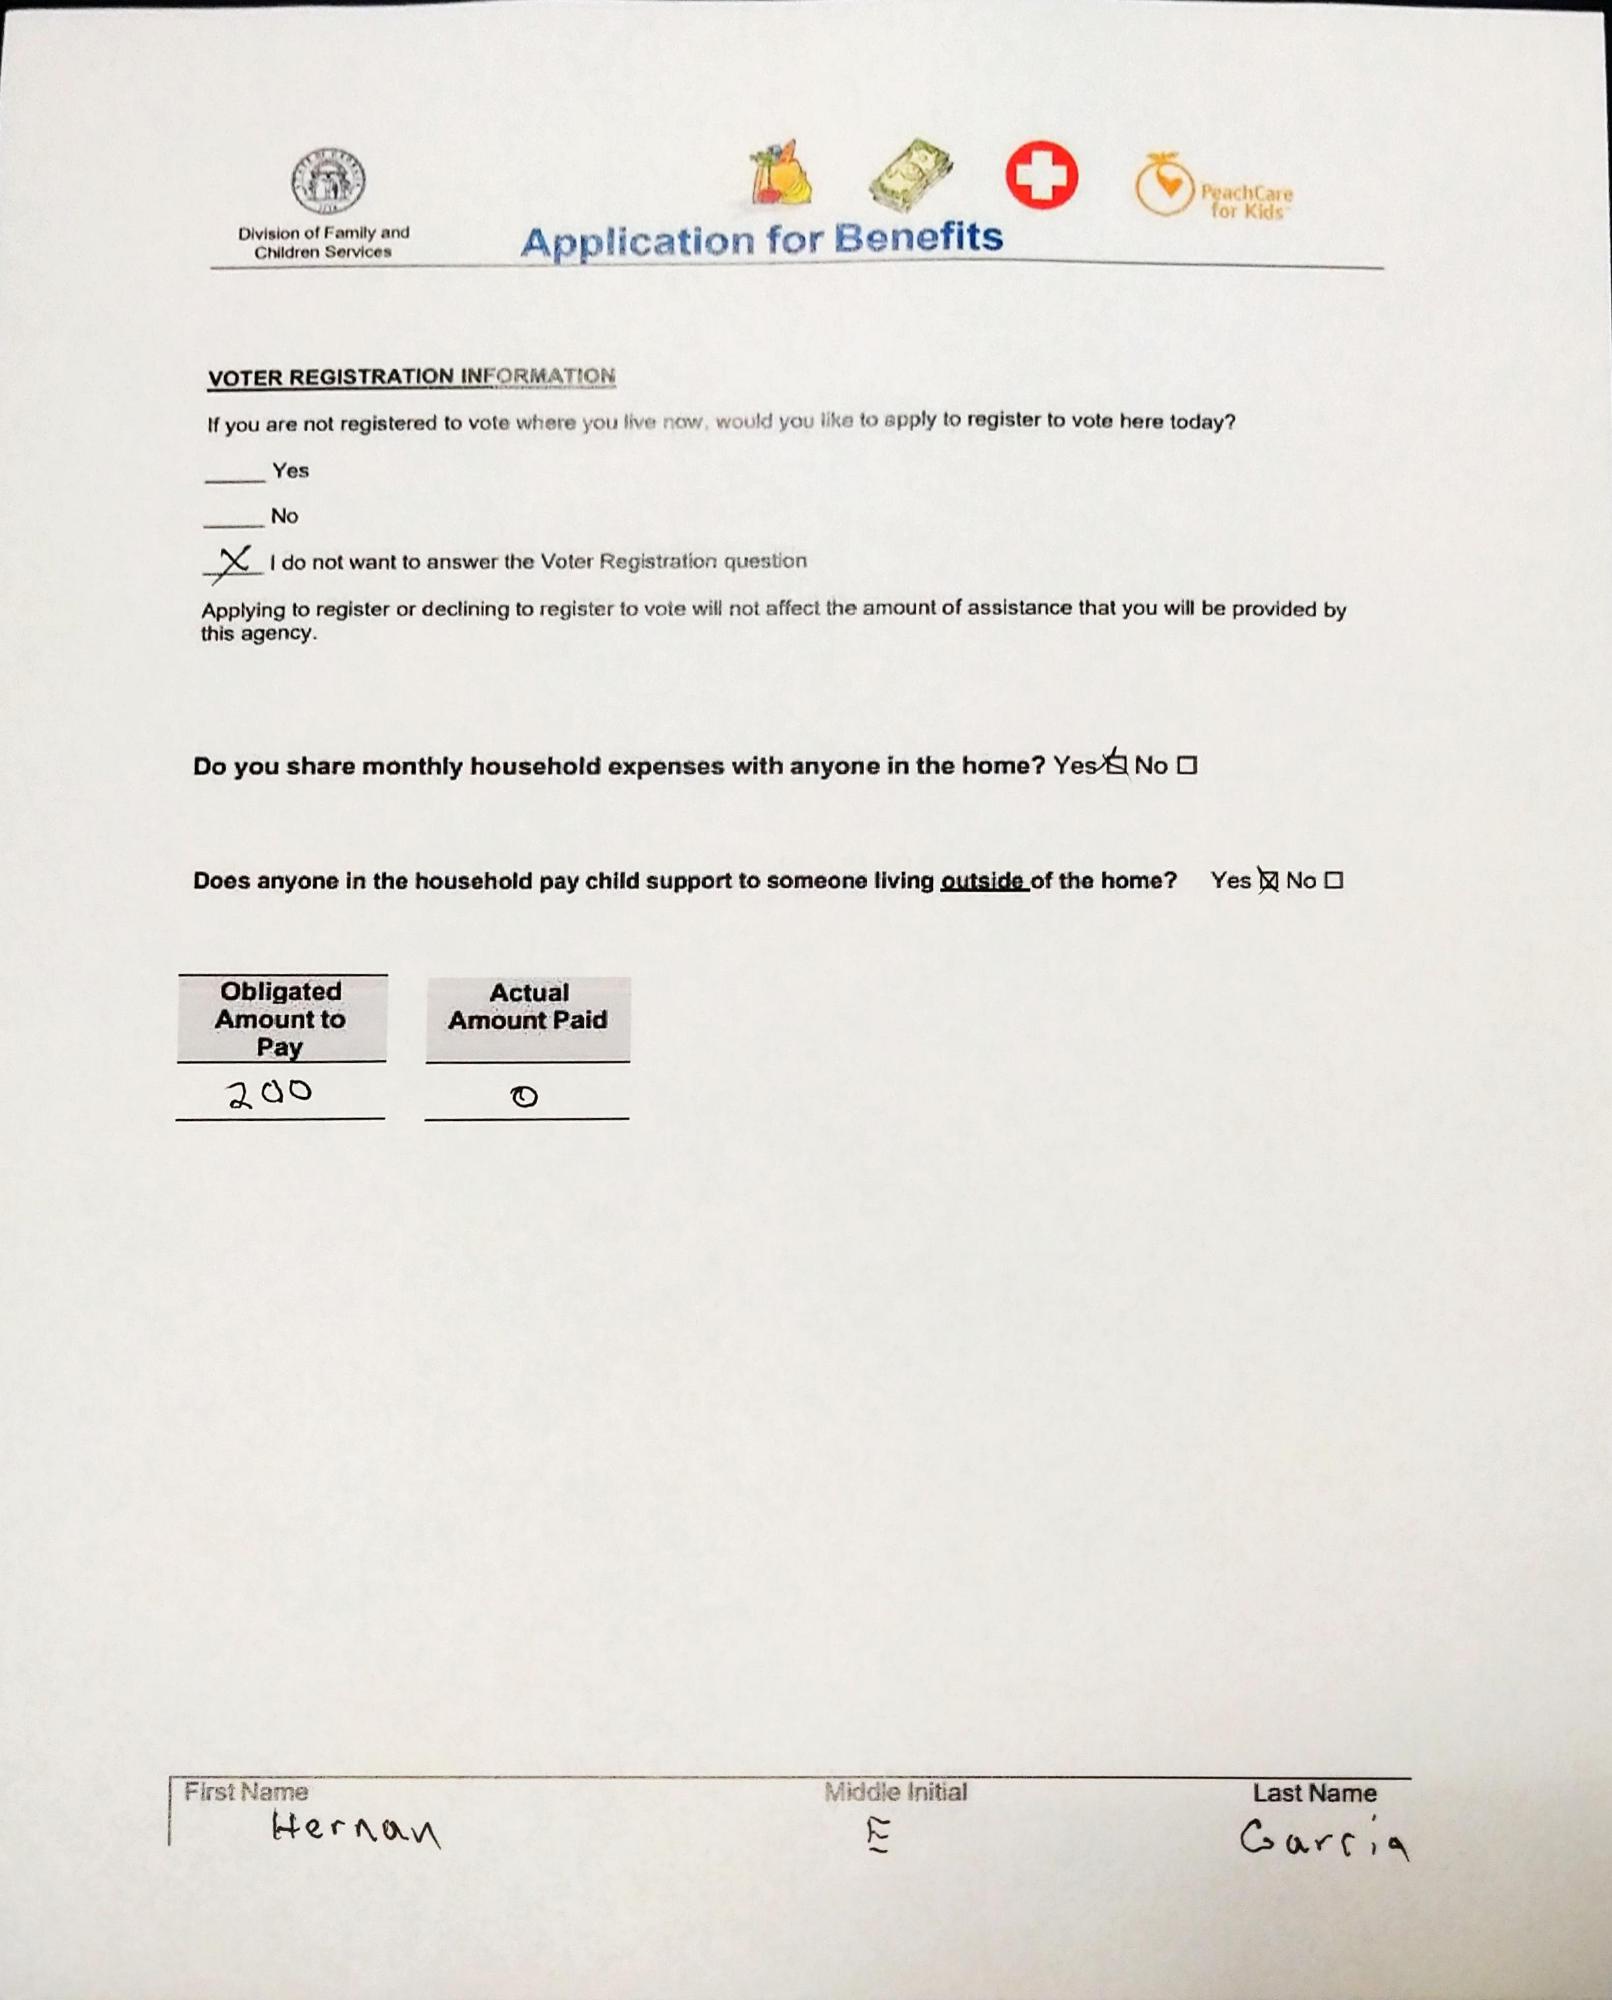 PeachCare
for Kids
Division of Family and
Children Services
Application for Benefits
VOTER REGISTRATION INFORMATION
If you are not registered to vote where you live now, would you like to apply to register to vote here today?
____ Yes
____ No
X I do not want to answer the Voter Registration question
Applying to register or declining to register to vote will not affect the amount of assistance that you will be provided by
this agency.
Do you share monthly household expenses with anyone in the home? Yes ☒ No ☐
Does anyone in the household pay child support to someone living outside of the home? Yes ☒ No ☐
Obligated Amount to Pay
Actual Amount Paid
200 0
First Name Middle Initial Last Name
Hernan E Garcia